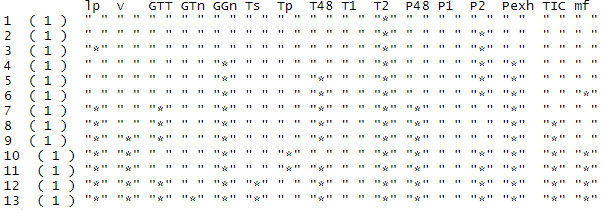 lp v GTT GTn GGn Ts Tp T48 T1 T2 P48 P1 P2 Pexh TIC mf
1 ( 1 ) " " " " " " " " " " " " " " " " " " "*" " " " " " " " " " " " "
2 ( 1 ) " " " " " " " " " " " " " " " " " " "*" " " " " "*" " " " " " "
3 ( 1 ) "*" " " " " " " " " " " " " " " " " "*" " " " " "*" " " " " " "
4 ( 1 ) " " " " " " " " "*" " " " " " " " " "*" " " " " "*" "*" " " " "
5 ( 1 ) " " " " " " " " "*" " " " " "*" " " "*" " " " " "*" "*" " " " "
6 ( 1 ) " " " " " " " " "*" " " " " "*" " " "*" " " " " "*" "*" " " "*"
7 ( 1 ) "*" " " "*" " " "*" " " " " "*" " " "*" "*" " " " " "*" " " " "
8 ( 1 ) "*" " " "*" " " "*" " " " " "*" " " "*" "*" " " " " "*" "*" " "
9 ( 1 ) "*" "*" "*" " " "*" " " " " "*" " " "*" "*" " " " " "*" "*" " "
10 ( 1 ) "*" "*" " " " " "*" " " "*" " " " " "*" "*" " " "*" "*" "*" "*"
11 ( 1 ) "*" "*" " " " " "*" " " "*" "*" " " "*" "*" " " "*" "*" "*" "*"
12 ( 1 ) "*" "*" "*" " " "*" "*" " " "*" " " "*" "*" " " "*" "*" "*" "*"
13 ( 1 ) "*" "*" "*" "*" "*" "*" " " "*" " " "*" "*" " " "*" "*" "*" "*"